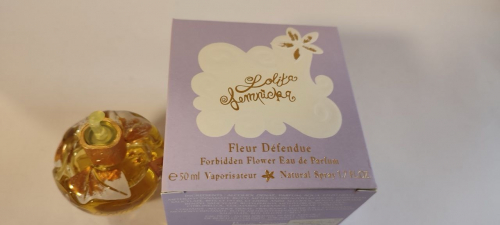 Lolita
Lempicka
Fleur Défendue
Forbidden Flower Eau de Parfum
℮ 50 ml Vaporisateur Natural Spray